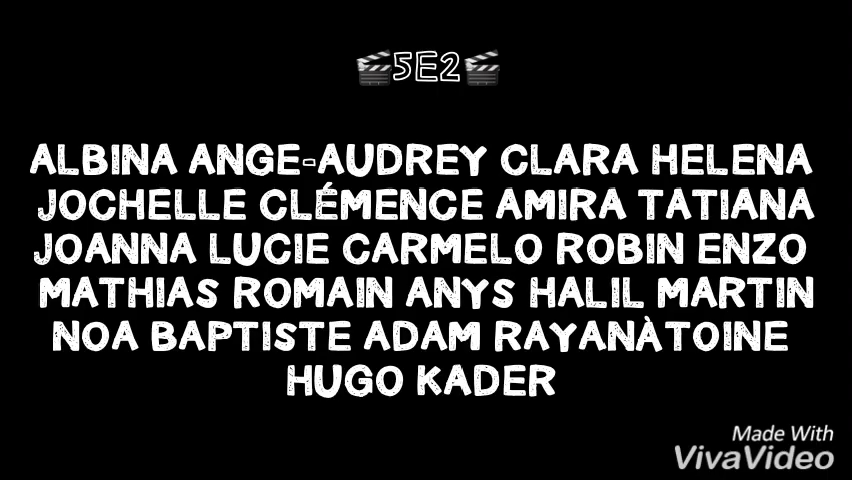 🎬5E2🎬
ALBINA ANGE-AUDREY CLARA HELENA
JOCHELLE CLÉMENCE AMIRA TATIANA
JOANNA LUCIE CARMELO ROBIN ENZO
MATHIAS ROMAIN ANYS HALIL MARTIN
NOA BAPTISTE ADAM RAYANÀTOINE
HUGO KADER
Made With
VivaVideo